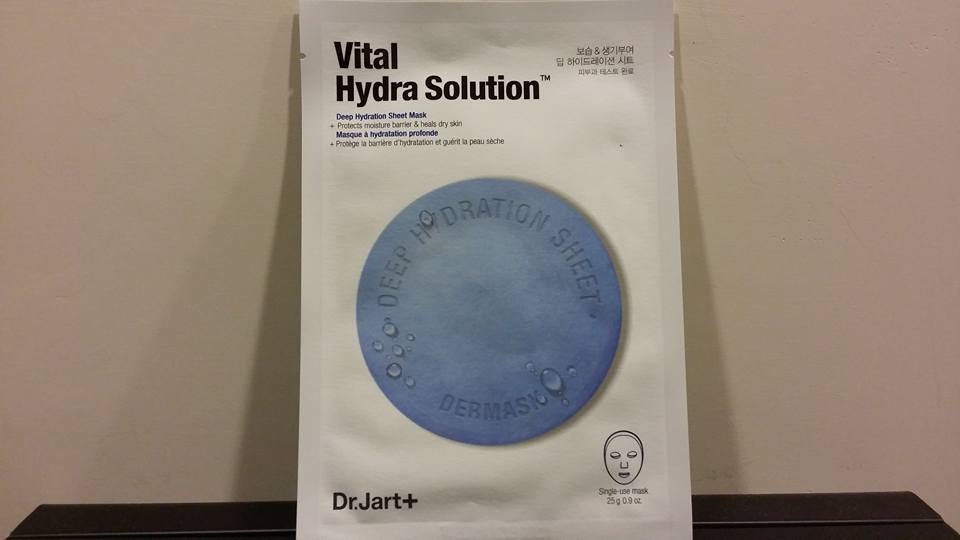 Vital
Hydra Solution™
Deep Hydration Sheet Mask
+ Protects moisture barrier & heals dry skin
Masque à hydratation profonde
+ Protège la barrière d'hydratation et guérit la peau sèche
보습 & 생기부여
딥 하이드레이션 시트
피부과 테스트 완료
DEEP HYDRATION SHEET
DERMASK
Dr.Jart+
Single-use mask
25 g 0.9 oz.